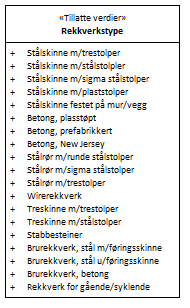 «Tillatte verdier»
Rekkverkstype
+ Stålskinne m/trestolper
+ Stålskinne m/stålstolpler
+ Stålskinne m/sigma stålstolper
+ Stålskinne m/plaststolper
+ Stålskinne festet på mur/vegg
+ Betong, plasstøpt
+ Betong, prefabrikkert
+ Betong, New Jersey
+ Stålrør m/runde stålstolper
+ Stålrør m/sigma stålstolper
+ Stålrør m/trestolper
+ Wirerekkverk
+ Treskinne m/trestolper
+ Treskinne m/stålstolper
+ Stabbesteiner
+ Brurekkverk, stål m/føringsskinne
+ Brurekkverk, stål u/føringsskinne
+ Brurekkverk, betong
+ Rekkverk for gående/syklende